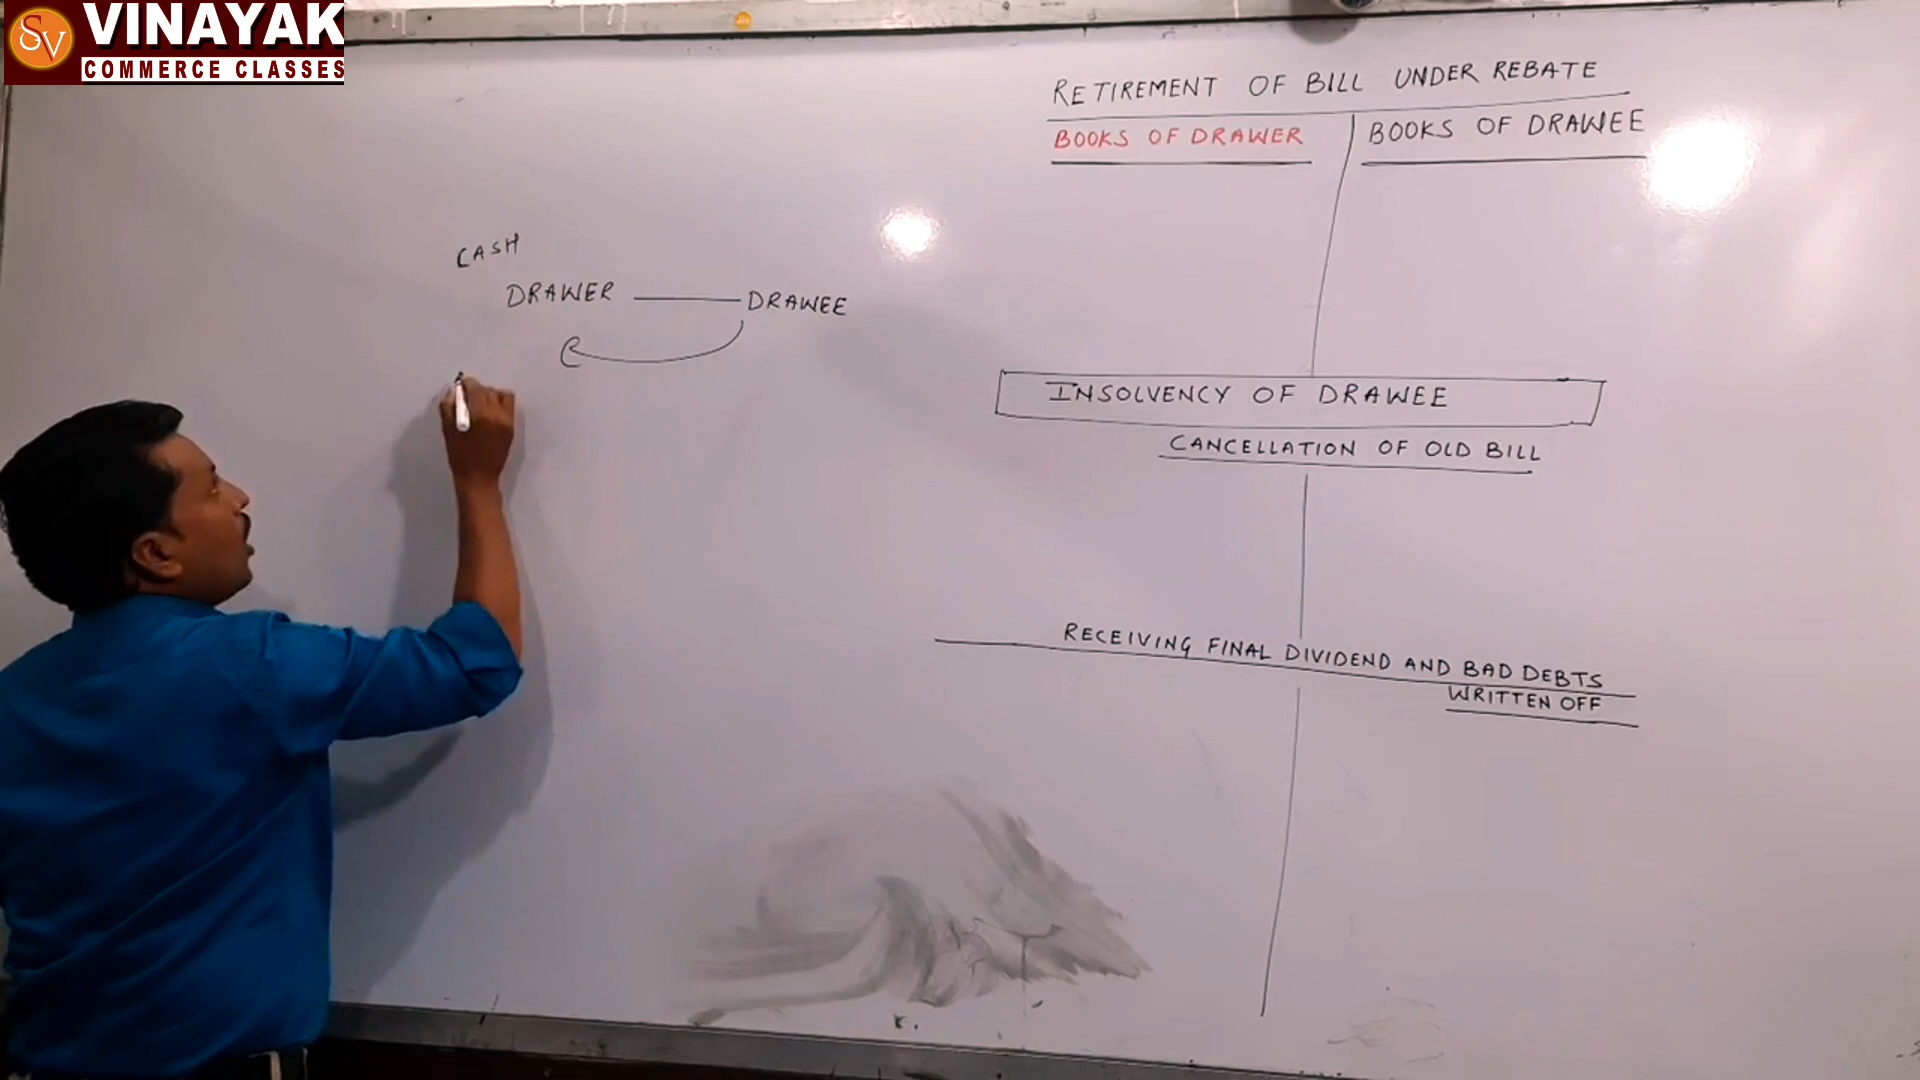 SV
VINAYAK
COMMERCE CLASSES
RETIREMENT OF BILL UNDER REBATE
BOOKS OF DRAWER
BOOKS OF DRAWEE
CASH
DRAWER
DRAWEE
INSOLVENCY OF DRAWEE
CANCELLATION OF OLD BILL
RECEIVING FINAL DIVIDEND AND BAD DEBTS
WRITTEN OFF